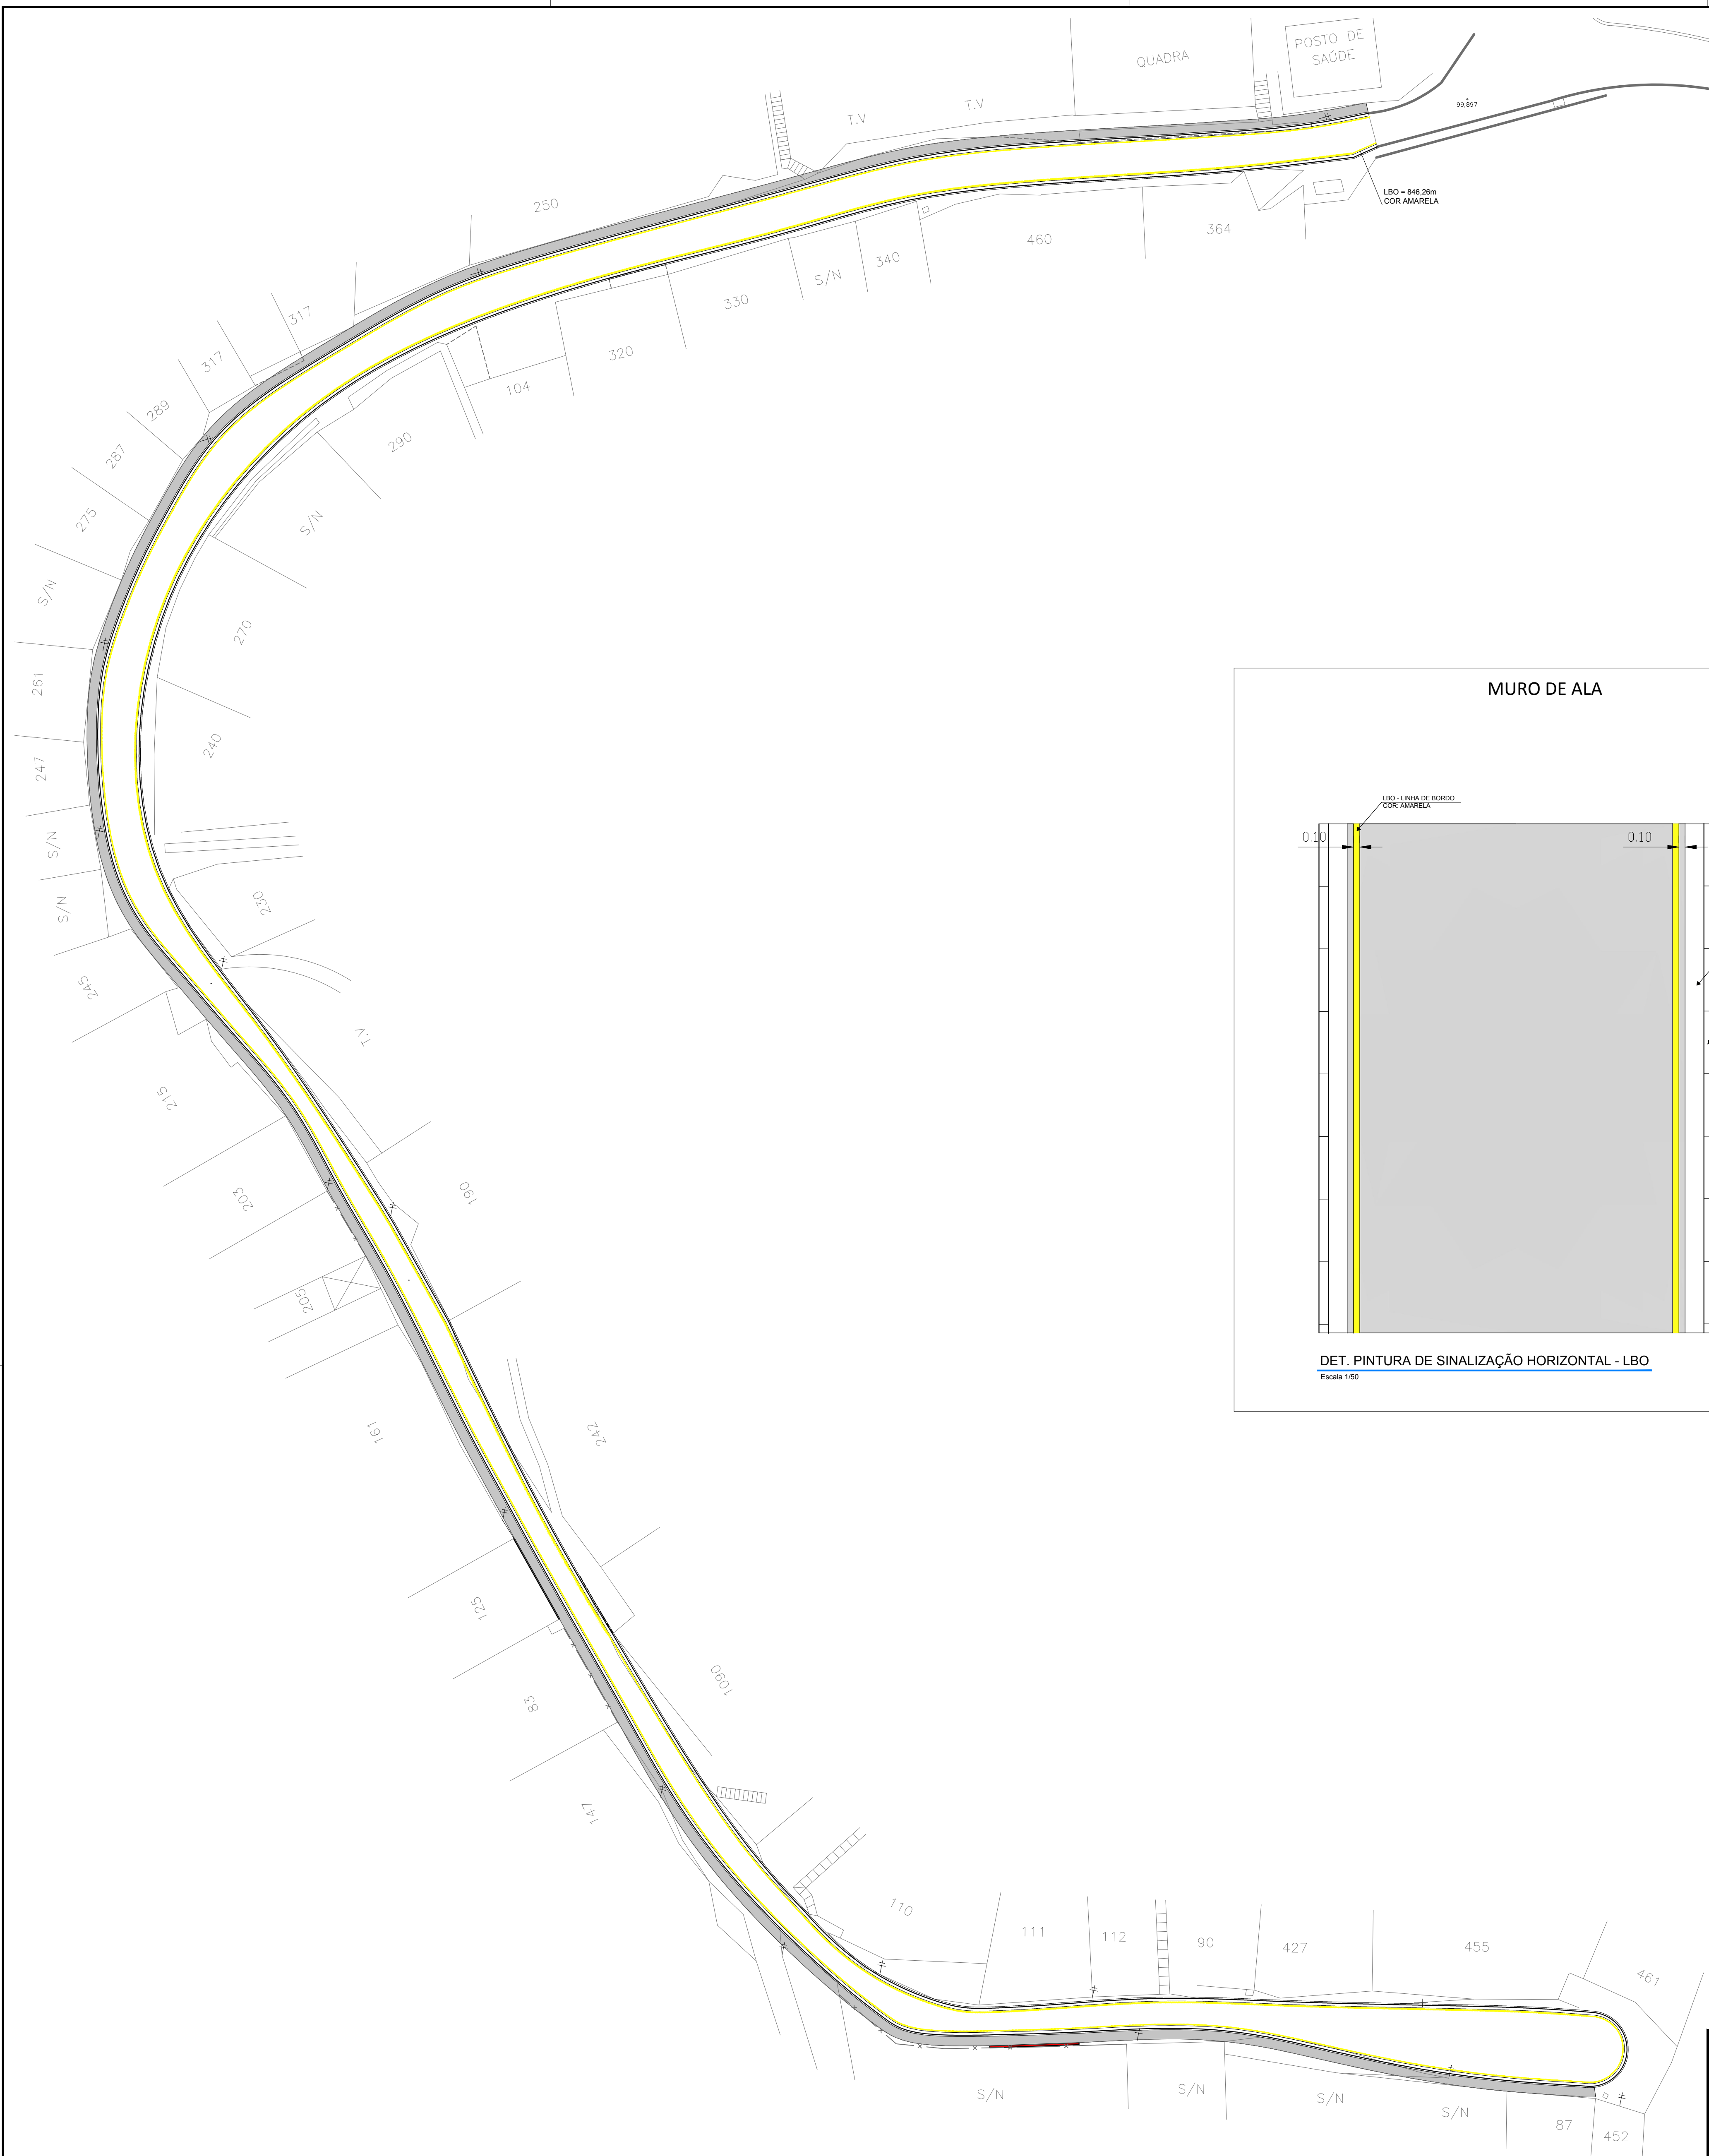 QUADRA
POSTO DE
SAÚDE
T.V
T.V
99,897
LBO = 846,26m
COR AMARELA
250
364
460
340
S/N
330
317
320
317
104
289
290
287
275
S/N
S/N
270
261
240
247
S/N
S/N
230
245
T.V
215
190
203
205
161
242
125
1090
83
147
MURO DE ALA
LBO - LINHA DE BORDO
COR: AMARELA
0.10
0.10
DET. PINTURA DE SINALIZAÇÃO HORIZONTAL - LBO
Escala 1/50
110
111
112
90
427
455
461
S/N
S/N
S/N
S/N
87
452